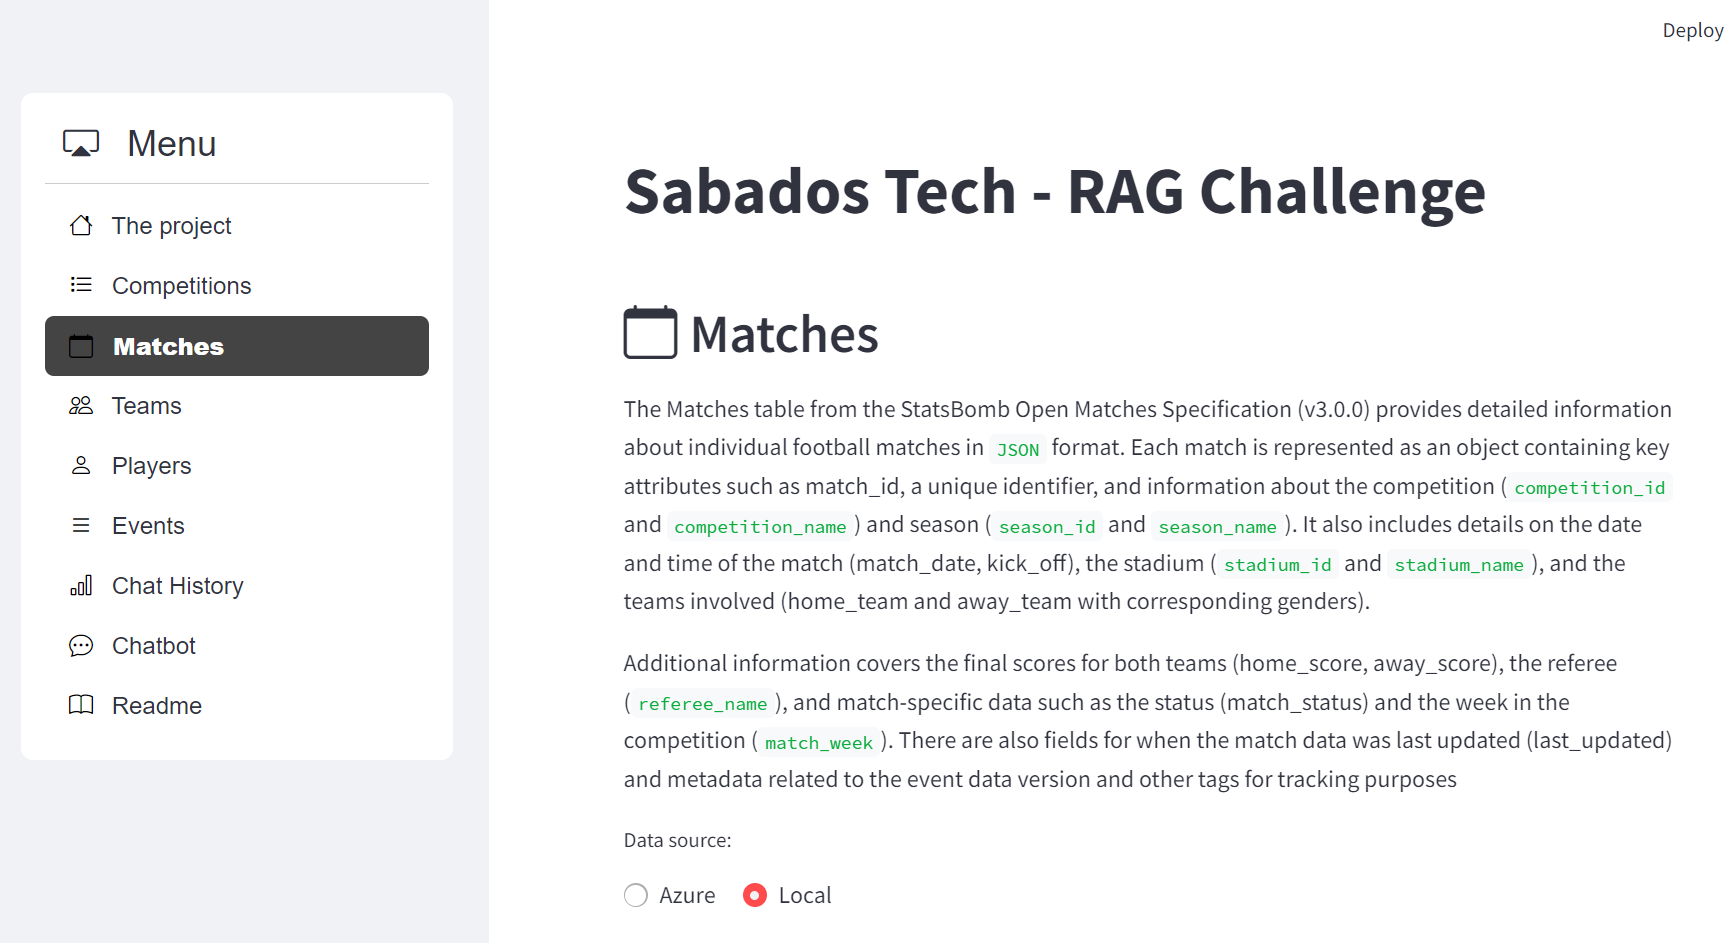 Deploy
Menu
The project
Competitions
Matches
Teams
Players
Events
Chat History
Chatbot
Readme
Sabados Tech - RAG Challenge
Matches
The Matches table from the StatsBomb Open Matches Specification (v3.0.0) provides detailed information
about individual football matches in JSON format. Each match is represented as an object containing key
attributes such as match_id, a unique identifier, and information about the competition ( competition_id
and competition_name ) and season ( season_id and season_name ). It also includes details on the date
and time of the match (match_date, kick_off), the stadium ( stadium_id and stadium_name ), and the
teams involved (home_team and away_team with corresponding genders).
Additional information covers the final scores for both teams (home_score, away_score), the referee
( referee_name ), and match-specific data such as the status (match_status) and the week in the
competition ( match_week ). There are also fields for when the match data was last updated (last_updated)
and metadata related to the event data version and other tags for tracking purposes
Data source:
Azure Local